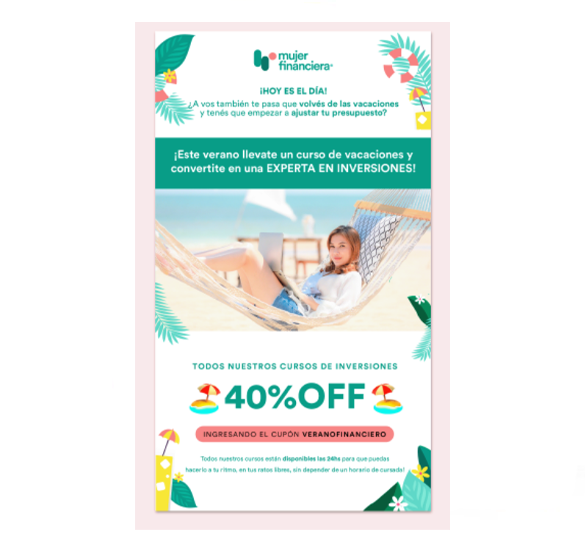 mujer
financiera®
¡HOY ES EL DÍA!
¿A vos también te pasa que volvés de las vacaciones
y tenés que empezar a ajustar tu presupuesto?
¡Este verano llevate un curso de vacaciones y
convertite en una EXPERTA EN INVERSIONES!
TODOS NUESTROS CURSOS DE INVERSIONES
40%OFF
INGRESANDO EL CUPÓN VERANOFINANCIERO
Todos nuestros cursos están disponibles las 24hs para que puedas
hacerlo a tu ritmo, en tus ratos libres, sin depender de un horario de cursada!